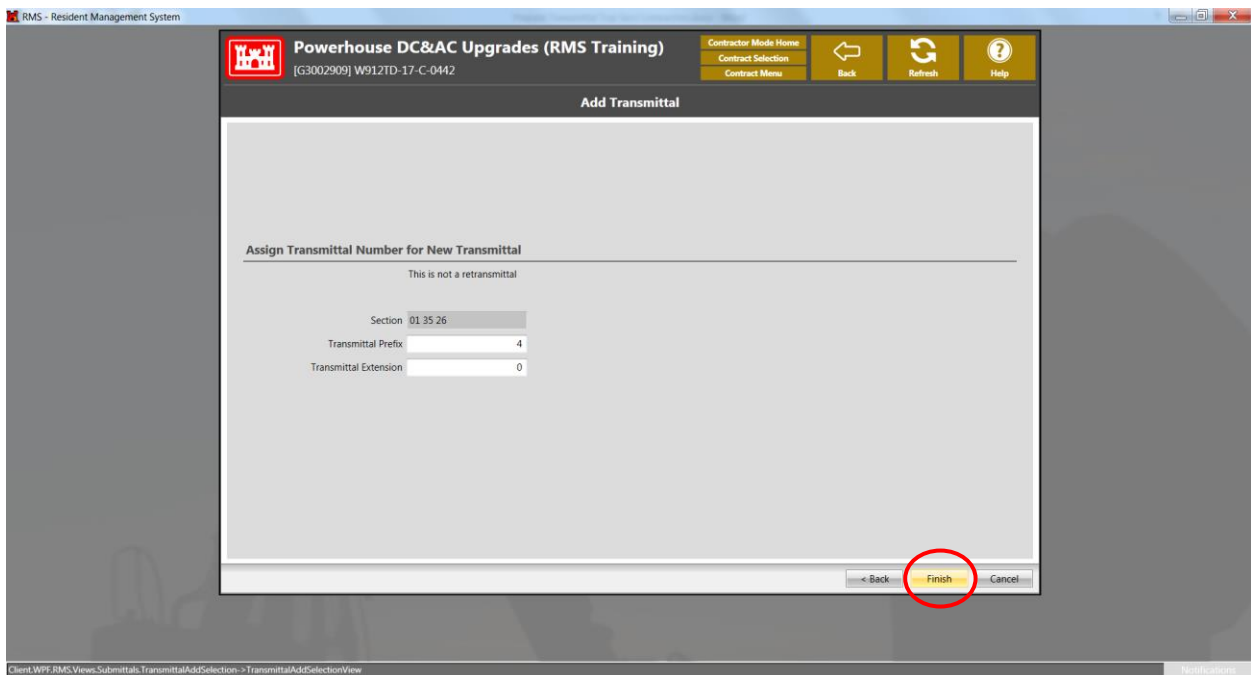 RMS - Resident Management System
Powerhouse DC&AC Upgrades (RMS Training)
[G3002909] W912TD-17-C-0442
Contractor Mode Home
Contract Selection
Contract Menu
Back
Refresh
Help
Add Transmittal
Assign Transmittal Number for New Transmittal
This is not a retransmittal
Section 01 35 26
Transmittal Prefix 4
Transmittal Extension 0
< Back Finish Cancel
Client.WPF.RMS.Views.Submittals.TransmittalAddSelection->TransmittalAddSelectionView
Notifications